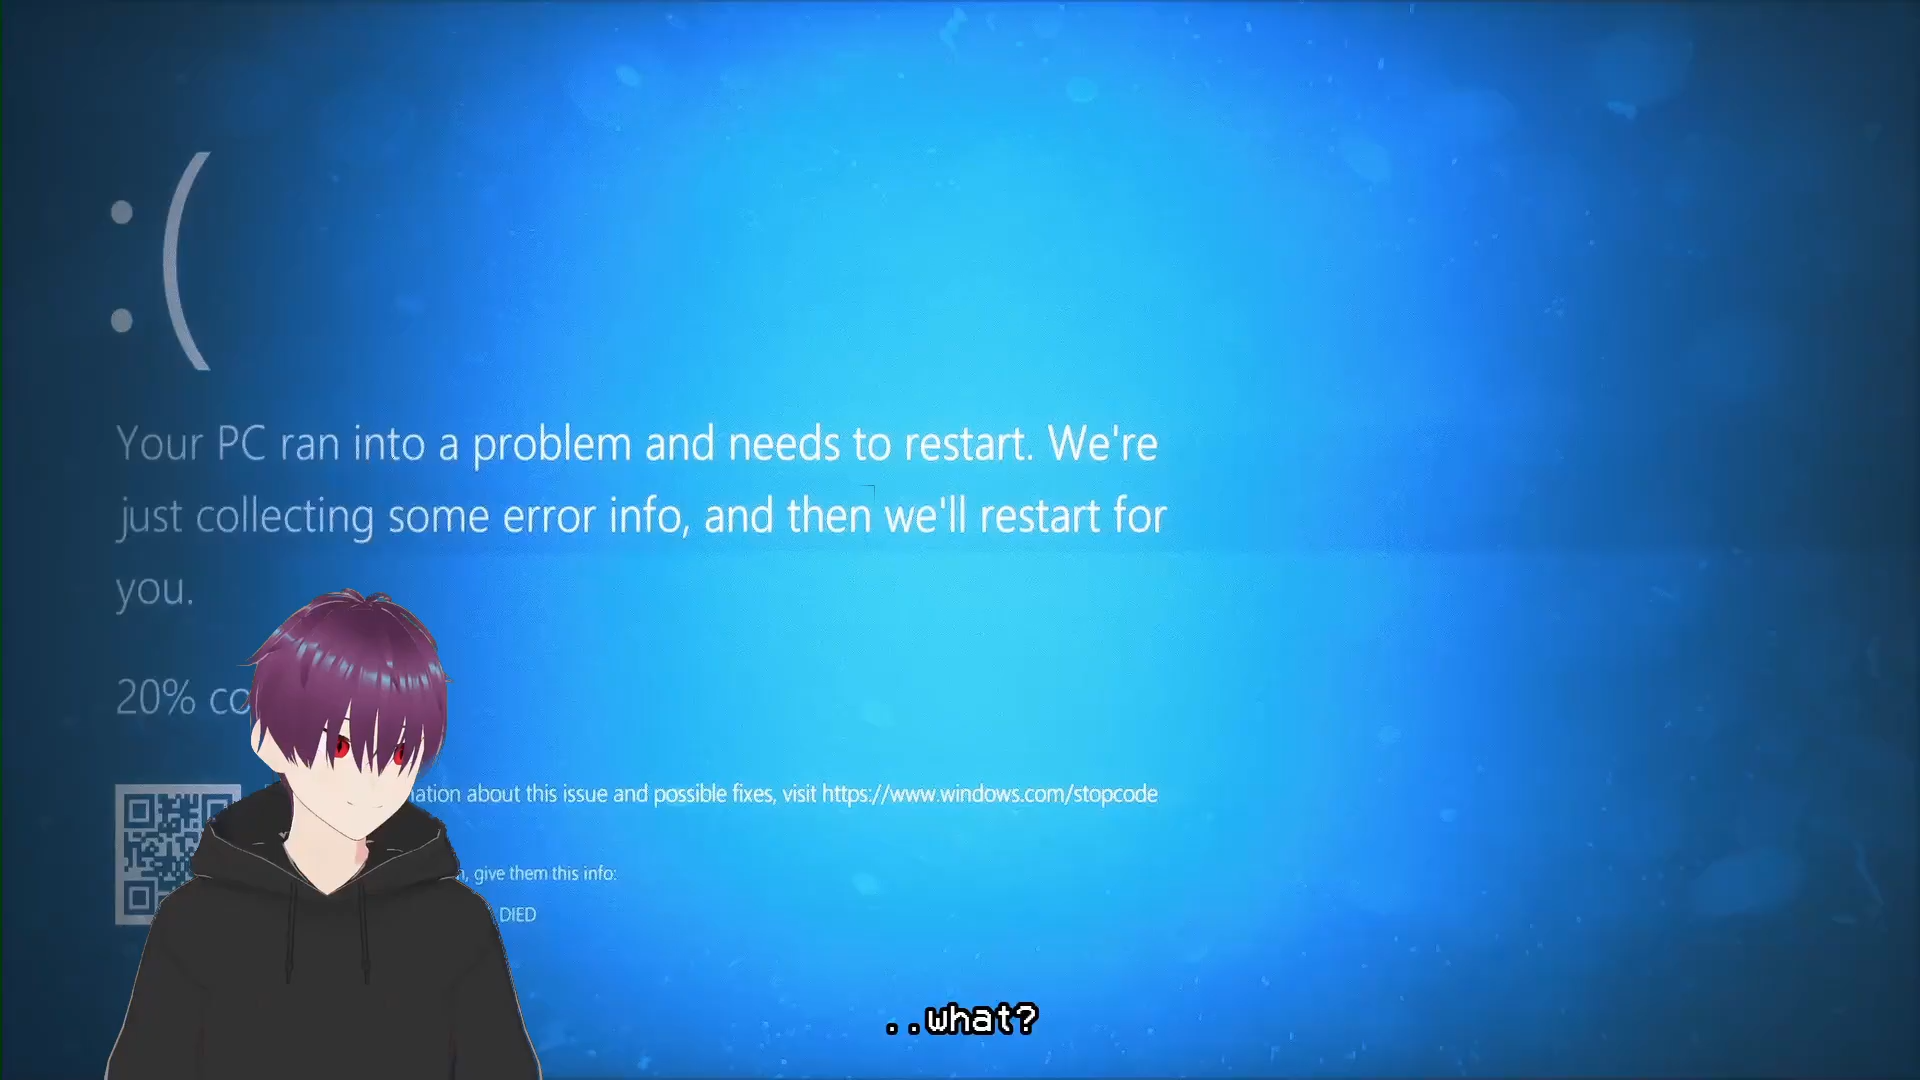 :(
Your PC ran into a problem and needs to restart. We're
just collecting some error info, and then we'll restart for
you.
20%
about this issue and possible fixes, visit https://www.windows.com/stopcode
give them this info:
DIED
..what?